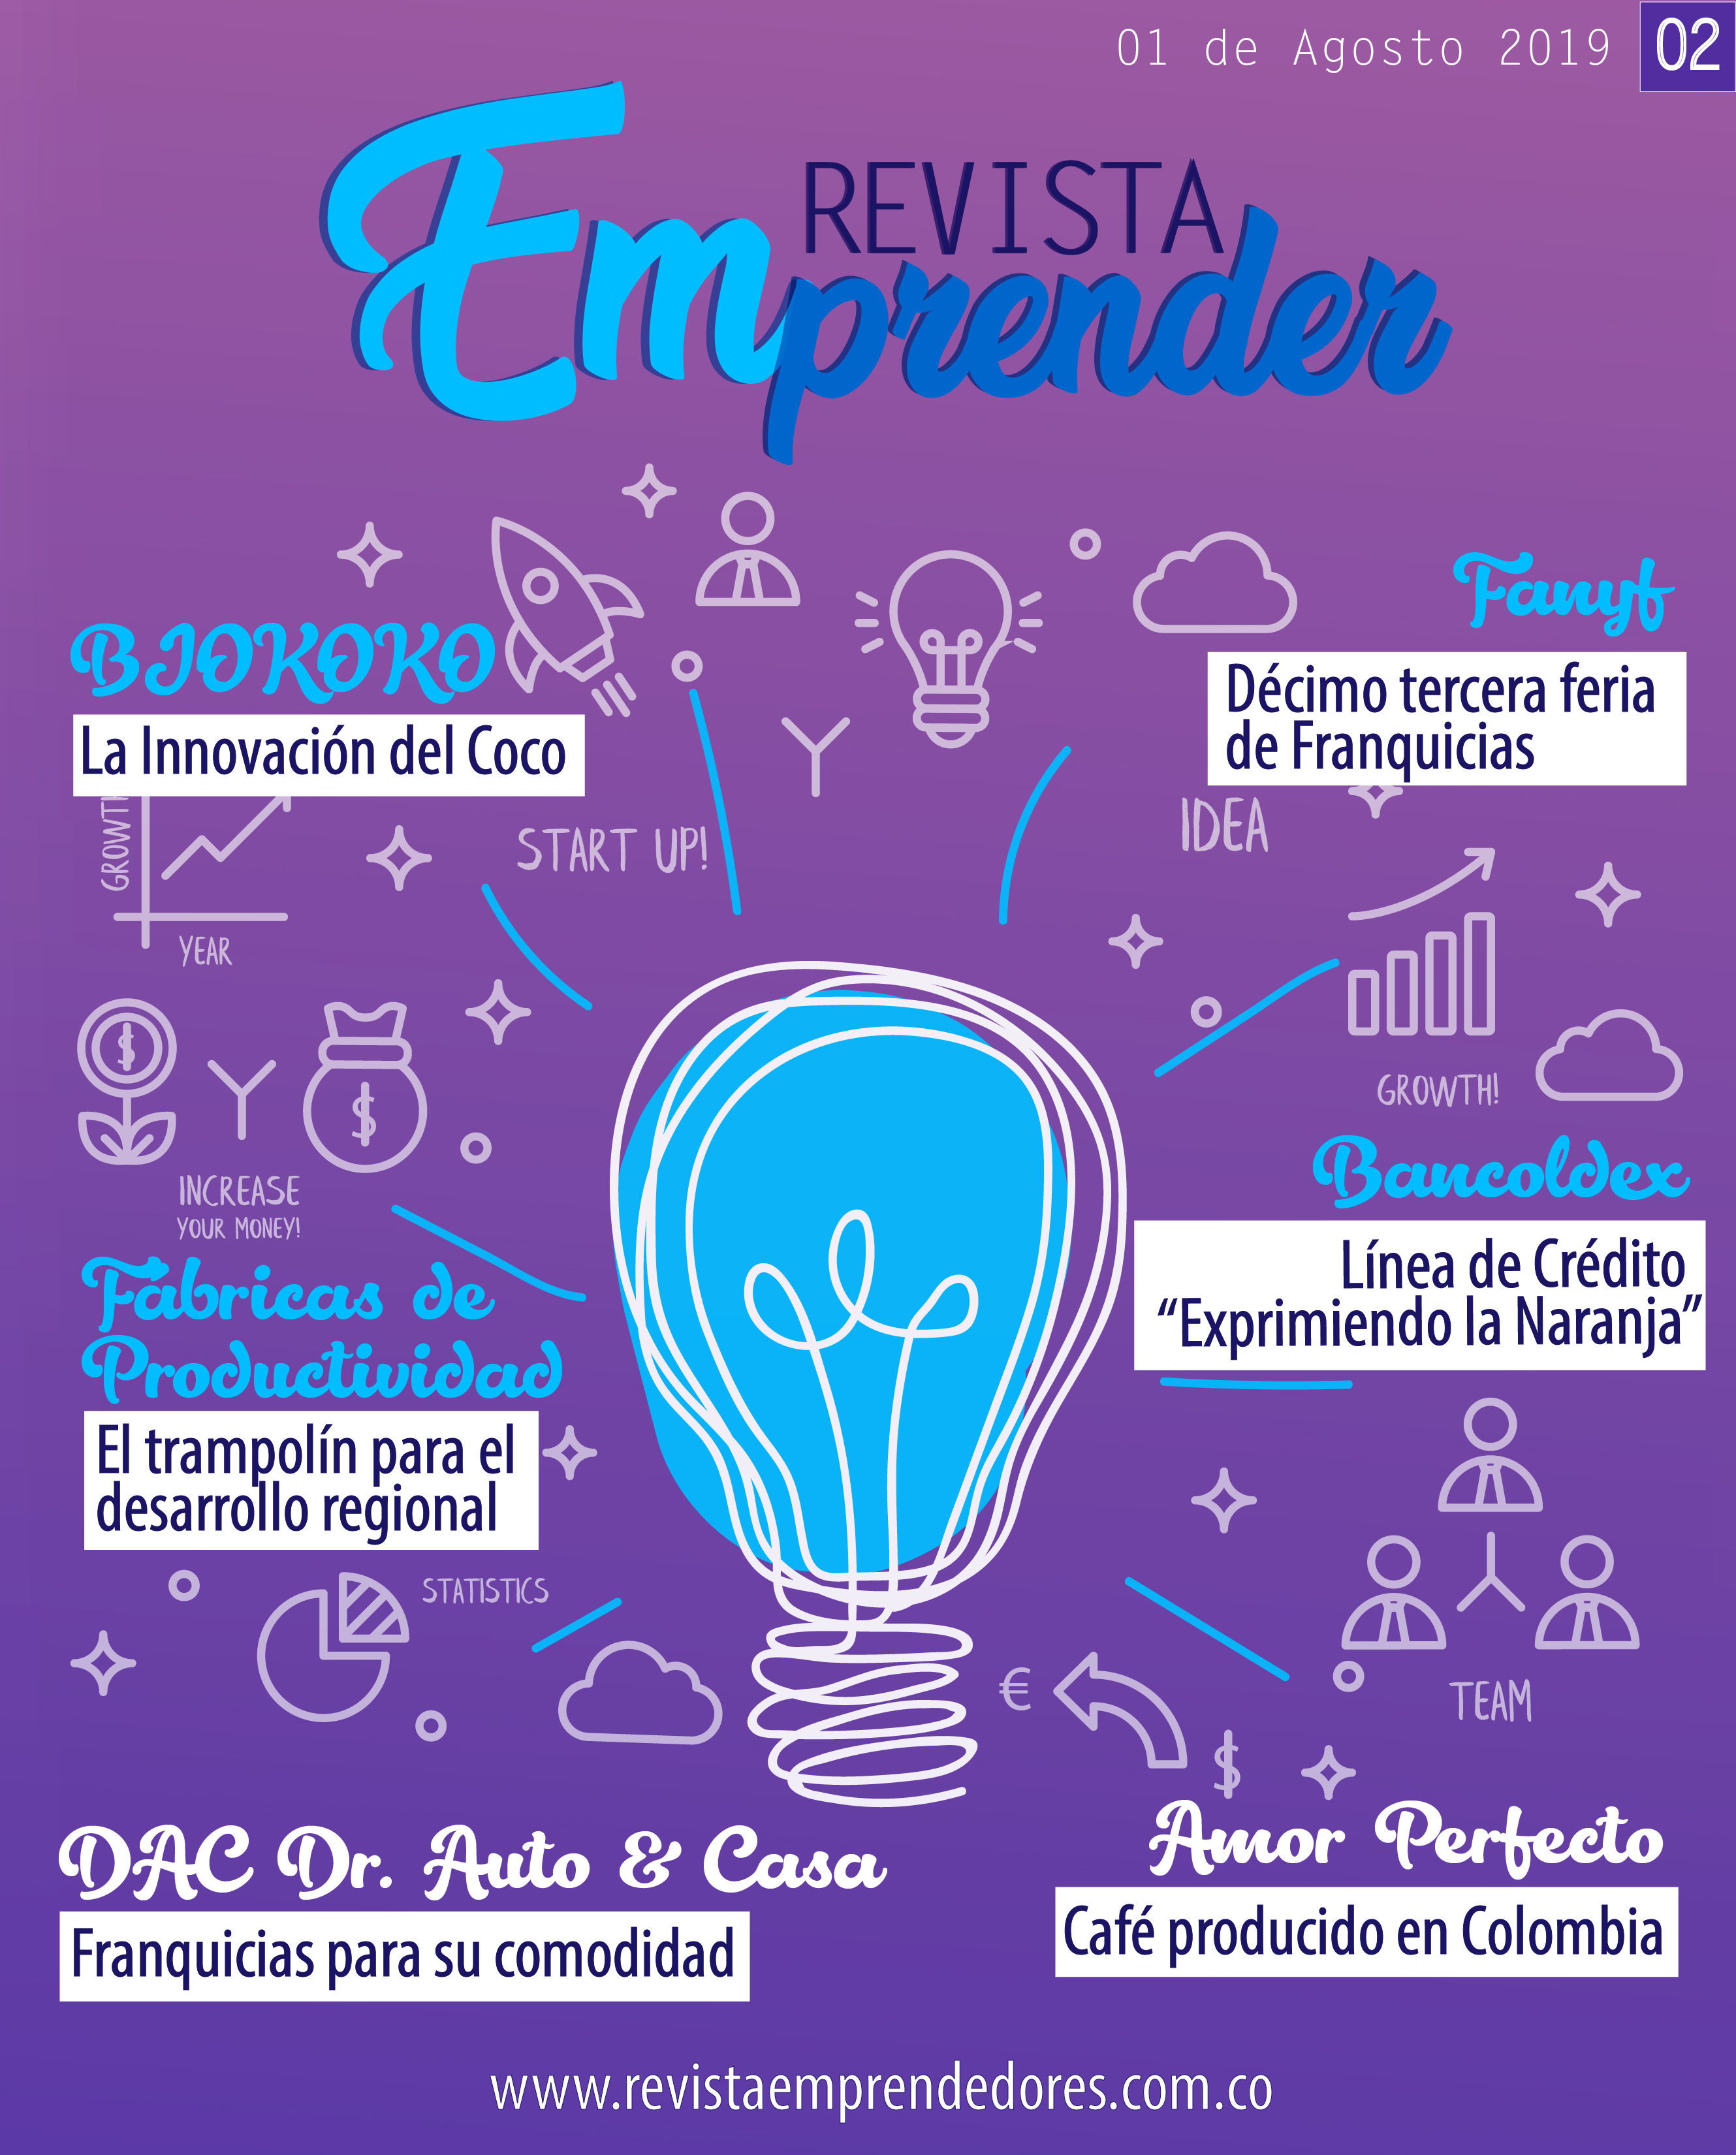 01 de Agosto 2019 02
REVISTA
Emprender
Fanyf
Décimo tercera feria
de Franquicias
BJOKOKO
La Innovación del Coco
GROWTH
YEAR
START UP!
IDEA
$
$
INCREASE
YOUR MONEY!
GROWTH!
Bancoldex
Línea de Crédito
“Exprimiendo la Naranja”
Fábricas de
Productividad
El trampolín para el
desarrollo regional
STATISTICS
TEAM
€
$
DAC Dr. Auto & Casa
Franquicias para su comodidad
Amor Perfecto
Café producido en Colombia
www.revistaemprendedores.com.co